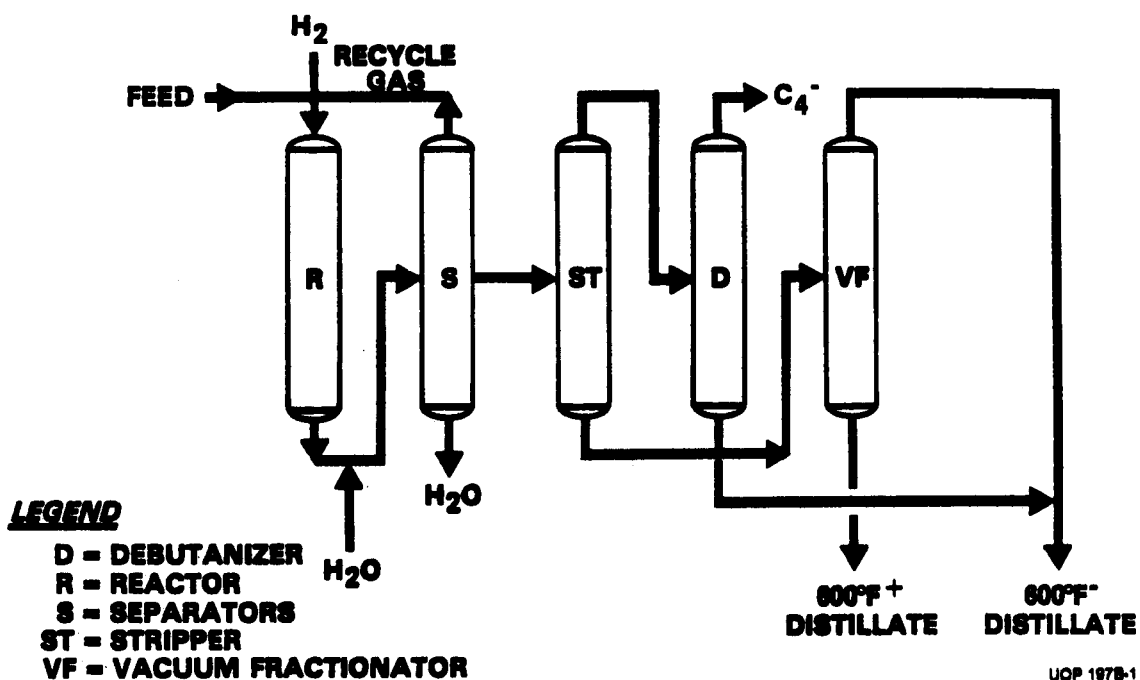 H₂
RECYCLE
GAS
FEED
C₄⁻
R
S
ST
D
VF
H₂O
H₂O
LEGEND
D = DEBUTANIZER
R = REACTOR
S = SEPARATORS
ST = STRIPPER
VF = VACUUM FRACTIONATOR
600°F⁺
DISTILLATE
600°F⁻
DISTILLATE
UOP 1978-1